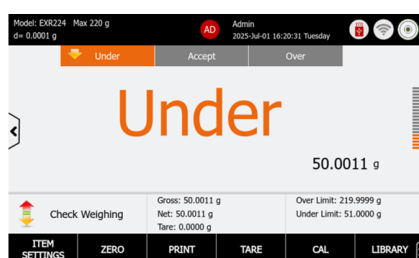 Model: EXR224 Max 220 g
d= 0.0001 g
AD
Admin
2025-Jul-01 16:20:31 Tuesday
Under
Accept
Over
Under
50.0011 g
Check Weighing
Gross: 50.0011 g
Net: 50.0011 g
Tare: 0.0000 g
Over Limit: 219.9999 g
Under Limit: 51.0000 g
ITEM
SETTINGS
ZERO
PRINT
TARE
CAL
LIBRARY